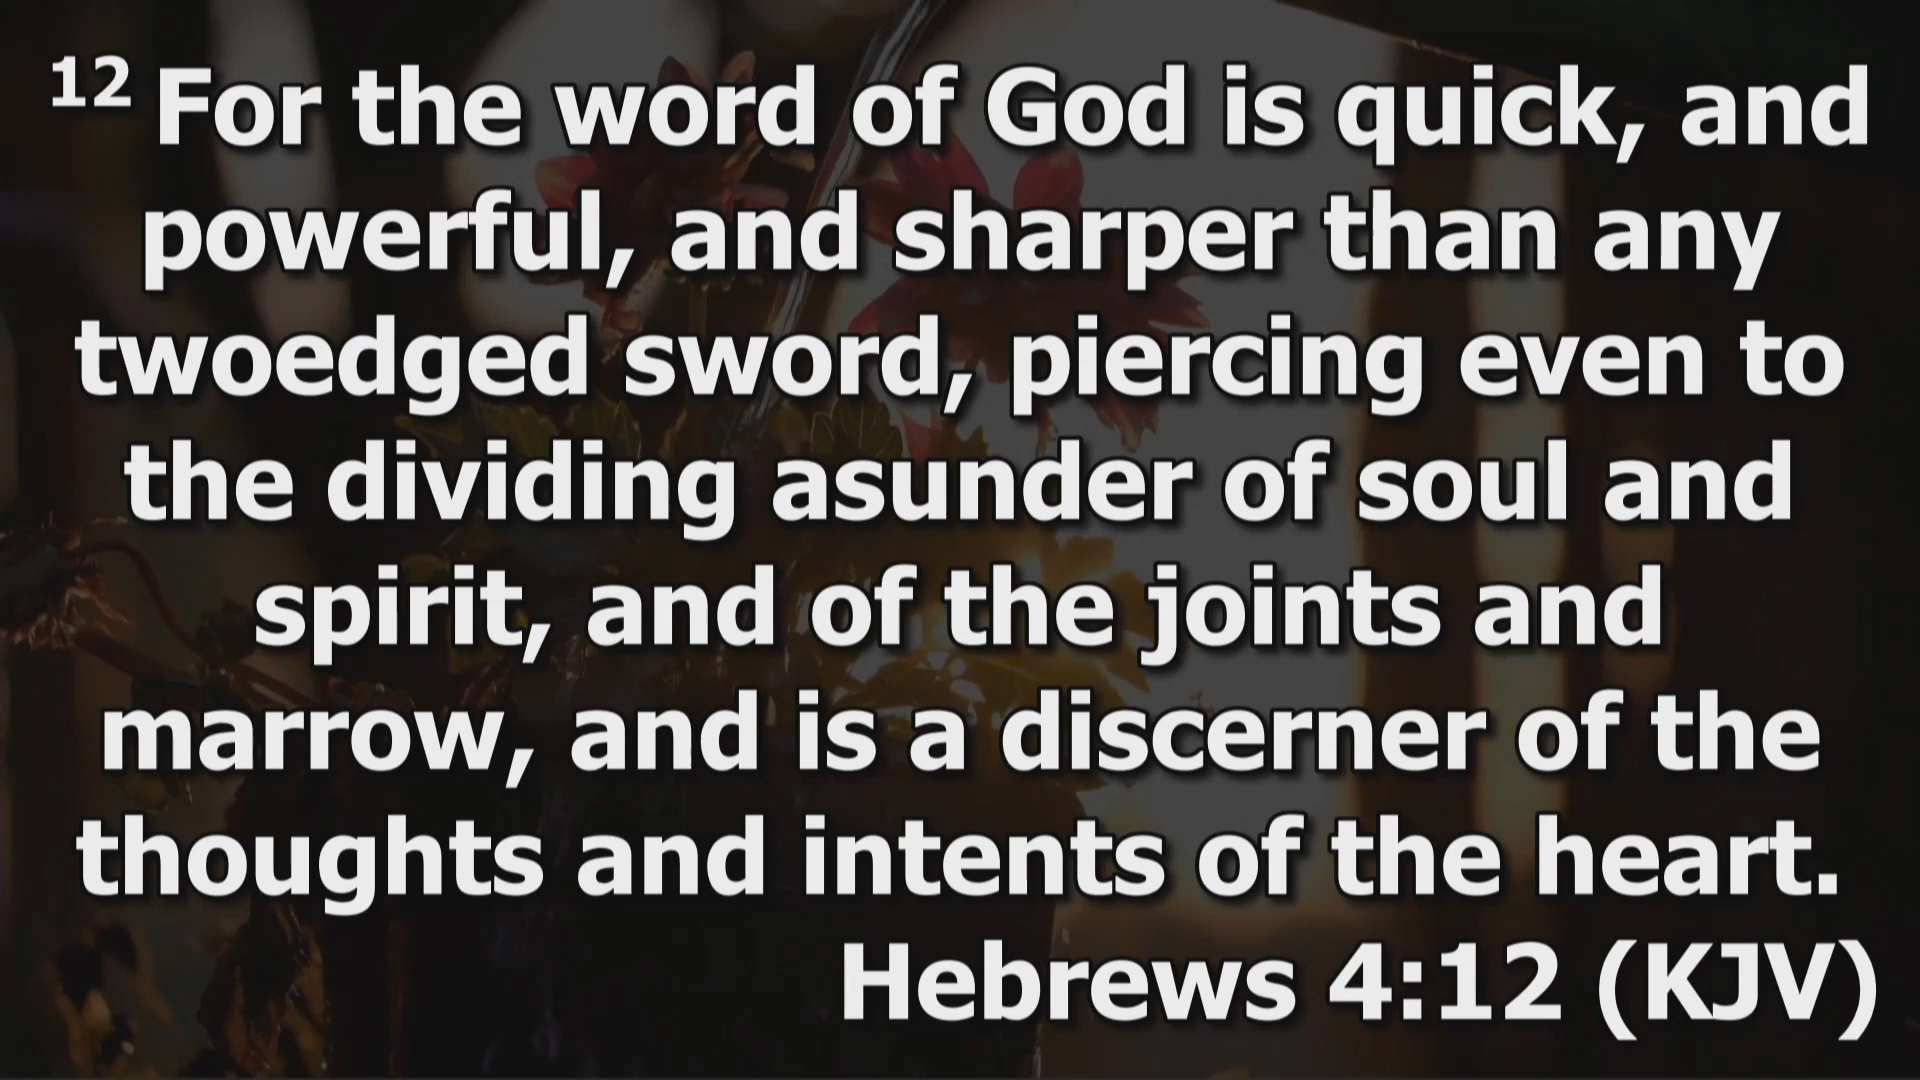 12 For the word of God is quick, and
powerful, and sharper than any
twoedged sword, piercing even to
the dividing asunder of soul and
spirit, and of the joints and
marrow, and is a discerner of the
thoughts and intents of the heart.
Hebrews 4:12 (KJV)